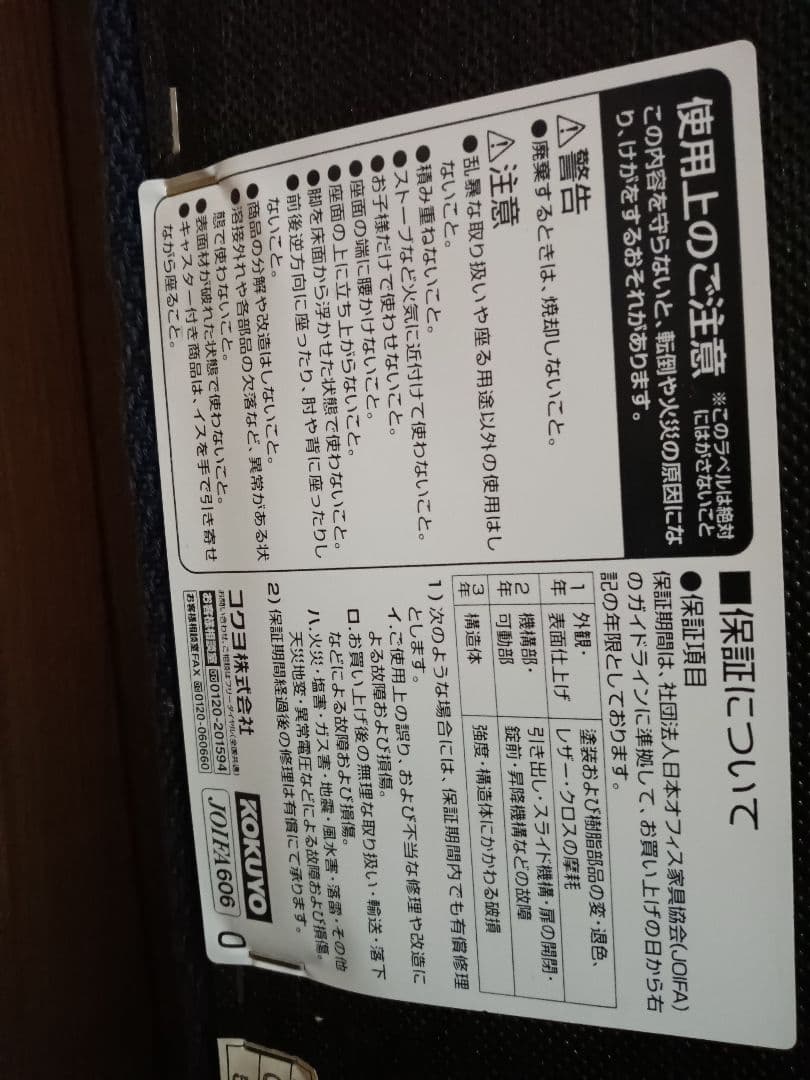 使用上のご注意
※このラベルは絶対
にはがさないこと
この内容を守らないと、転倒や火災の原因にな
り、けがをするおそれがあります。
⚠警告
●廃棄するときは、焼却しないこと。
⚠注意
●乱暴な取り扱いや座る用途以外の使用はし
ないこと。
●積み重ねないこと。
●ストーブなど火気に近付けて使わないこと。
●お子様だけで使わせないこと。
●座面の端に腰かけないこと。
●座面の上に立ち上がらないこと。
●脚を床面から浮かせた状態で使わないこと。
●前後逆方向に座ったり、肘や背に座ったりし
ないこと。
●商品の分解や改造はしないこと。
●溶接外れや各部品の欠落など、異常がある状
態で使わないこと。
●表面材が破れた状態で使わないこと。
●キャスター付き商品は、イスを手で引き寄せ
ながら座ること。
■保証について
●保証項目
保証期間は、社団法人日本オフィス家具協会(JOIFA)
のガイドラインに準拠して、お買い上げの日から右
記の年限としております。
1年 外観・表面仕上げ 塗装および樹脂部品の変・退色、レザー・クロスの摩耗
2年 機構部・可動部 引き出し・スライド機構・扉の開閉・錠前・昇降機構などの故障
3年 構造体 強度・構造体にかかわる破損
1) 次のような場合には、保証期間内でも有償修理
とします。
イ.ご使用上の誤り、および不当な修理や改造に
よる故障および損傷。
ロ.お買い上げ後の無理な取り扱い・輸送・落下
などによる故障および損傷。
ハ.火災・塩害・ガス害・地震・風水害・落雷・その他
天災地変・異常電圧などによる故障および損傷。
2) 保証期間経過後の修理は有償にて承ります。
コクヨ株式会社
お問い合わせ、ご相談はフリーダイヤル(全国共通)
お客様相談室 0120-201594
お客様相談室FAX 0120-060660
KOKUYO
JOIFA606
0